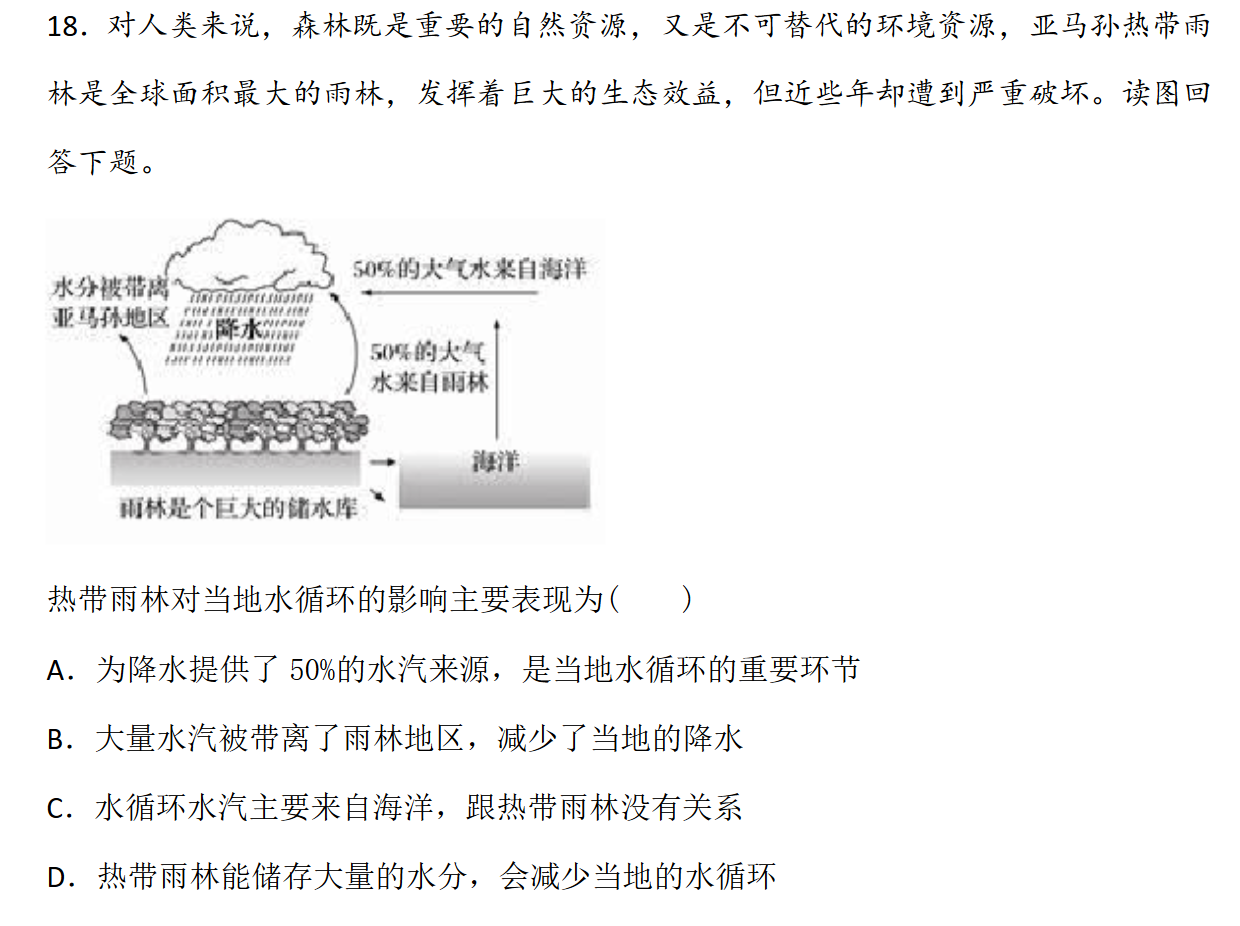 18．对人类来说，森林既是重要的自然资源，又是不可替代的环境资源，亚马孙热带雨
林是全球面积最大的雨林，发挥着巨大的生态效益，但近些年却遭到严重破坏。读图回
答下题。
50%的大气水来自海洋
水分被带离
亚马孙地区
降水
50%的大气
水来自雨林
海洋
雨林是个巨大的储水库
热带雨林对当地水循环的影响主要表现为(　　)
A．为降水提供了 50%的水汽来源，是当地水循环的重要环节
B．大量水汽被带离了雨林地区，减少了当地的降水
C．水循环水汽主要来自海洋，跟热带雨林没有关系
D．热带雨林能储存大量的水分，会减少当地的水循环